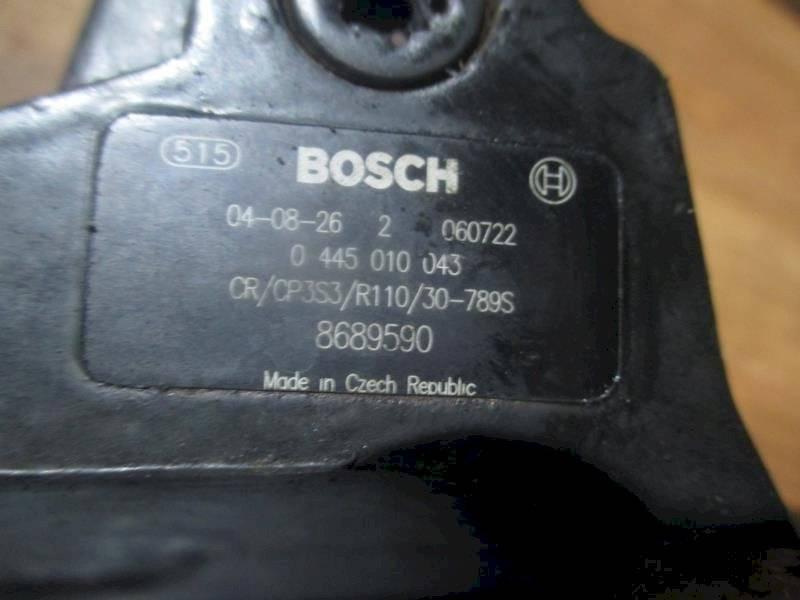 515 BOSCH
04-08-26 2 060722
0 445 010 043
CR/CP3S3/R110/30-789S
8689590
Made in Czech Republic